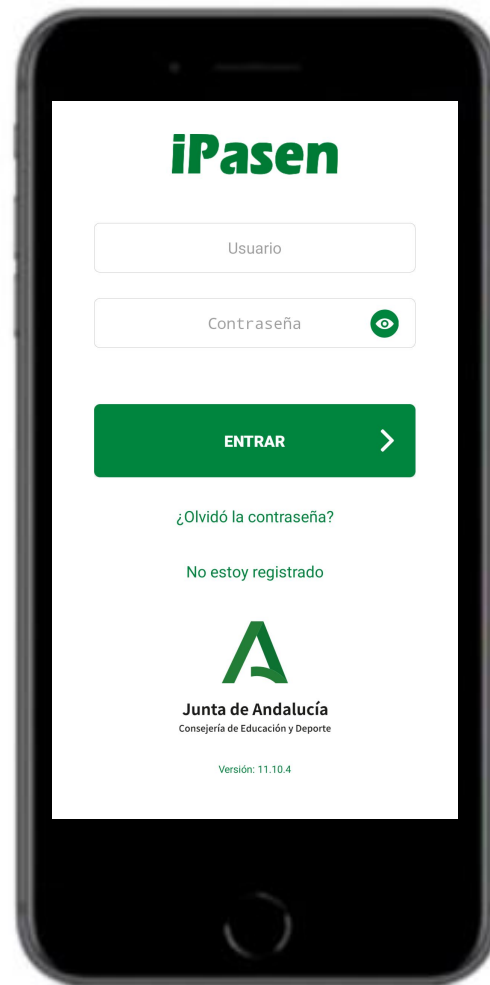 iPasen
Usuario
Contraseña
ENTRAR
¿Olvidó la contraseña?
No estoy registrado
Junta de Andalucía
Consejería de Educación y Deporte
Versión: 11.10.4